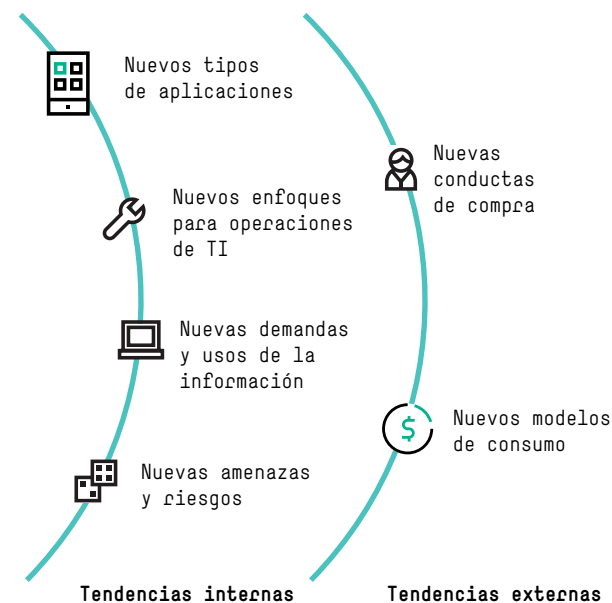 Nuevos tipos
de aplicaciones
Nuevos enfoques
para operaciones
de TI
Nuevas demandas
y usos de la
información
Nuevas amenazas
y riesgos
Tendencias internas
Nuevas
conductas
de compra
$
Nuevos modelos
de consumo
Tendencias externas